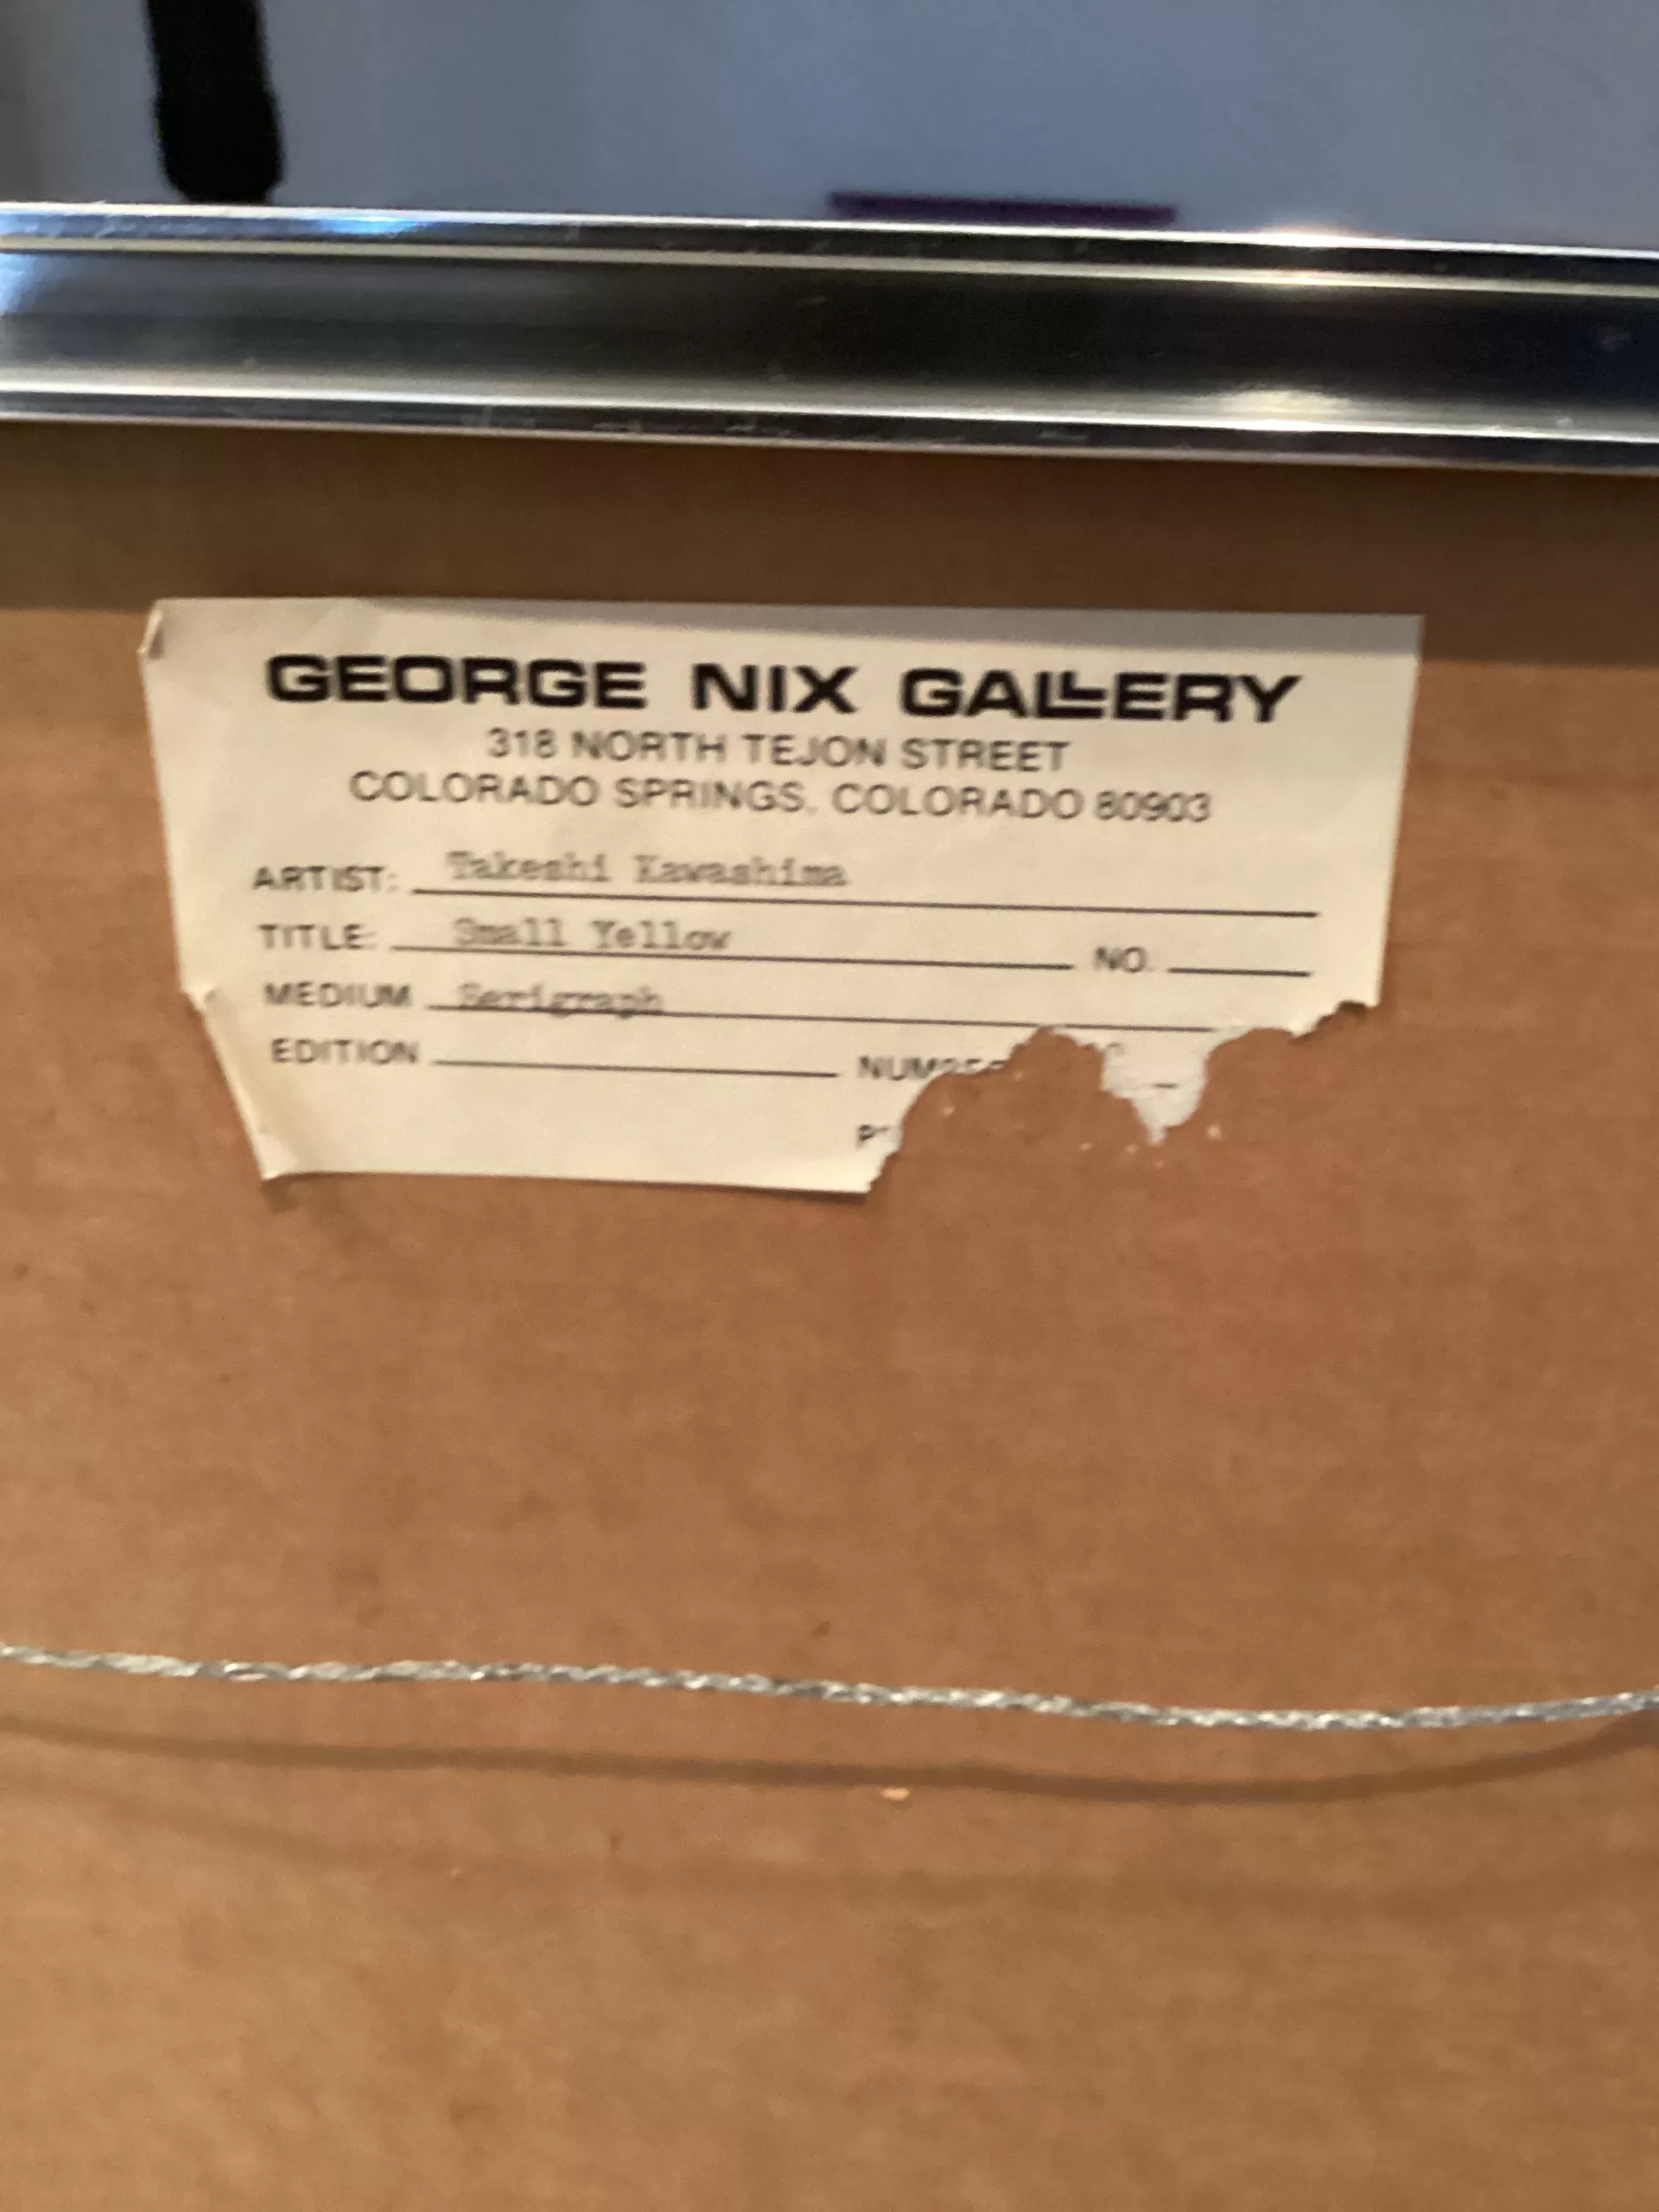 GEORGE NIX GALLERY
318 NORTH TEJON STREET
COLORADO SPRINGS, COLORADO 80903
ARTIST: Takeshi Kawashima
TITLE: Small Yellow NO.
MEDIUM Serigraph
EDITION